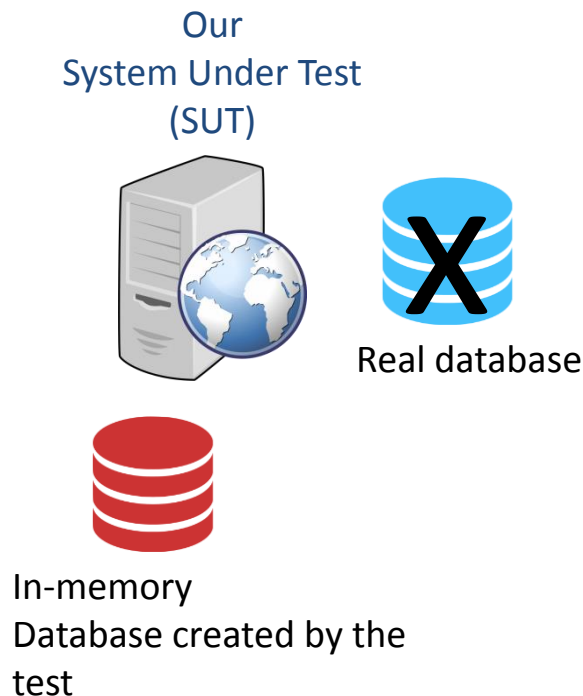 Our
System Under Test
(SUT)
X
Real database
In-memory
Database created by the
test